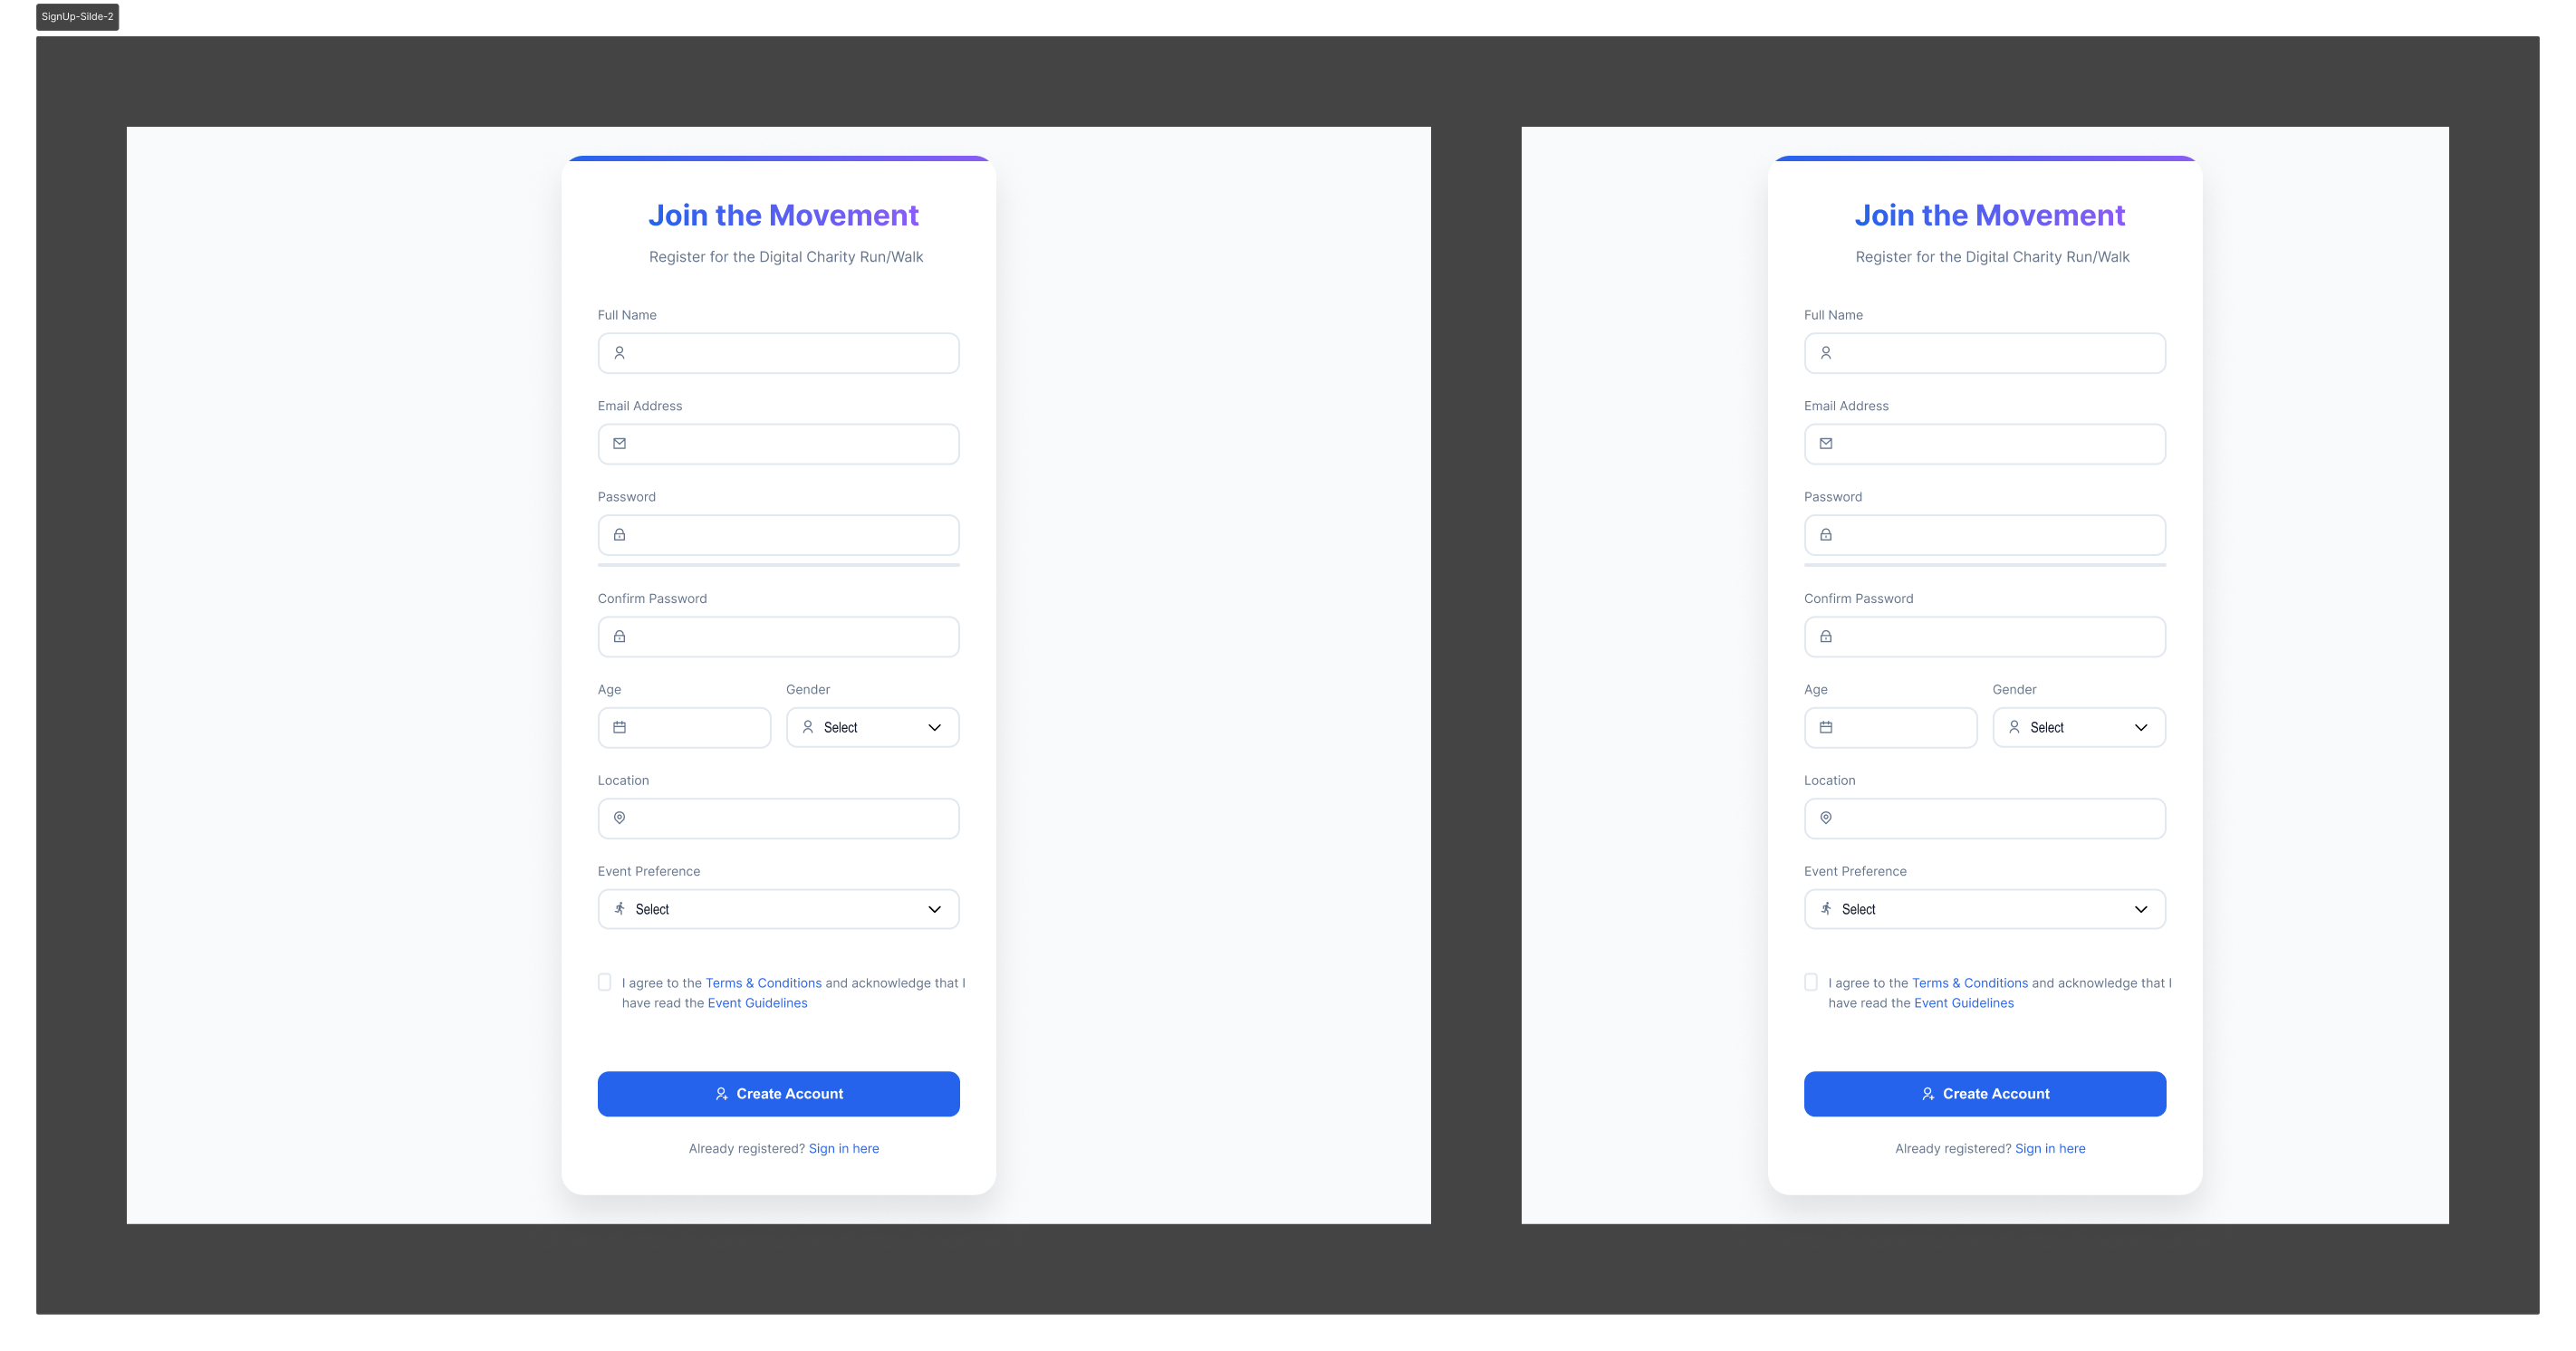 SignUp-Silde-2
Join the Movement
Register for the Digital Charity Run/Walk
Full Name
Email Address
Password
Confirm Password
Age
Gender
Select
Location
Event Preference
Select
I agree to the Terms & Conditions and acknowledge that I
have read the Event Guidelines
Create Account
Already registered? Sign in here
Join the Movement
Register for the Digital Charity Run/Walk
Full Name
Email Address
Password
Confirm Password
Age
Gender
Select
Location
Event Preference
Select
I agree to the Terms & Conditions and acknowledge that I
have read the Event Guidelines
Create Account
Already registered? Sign in here